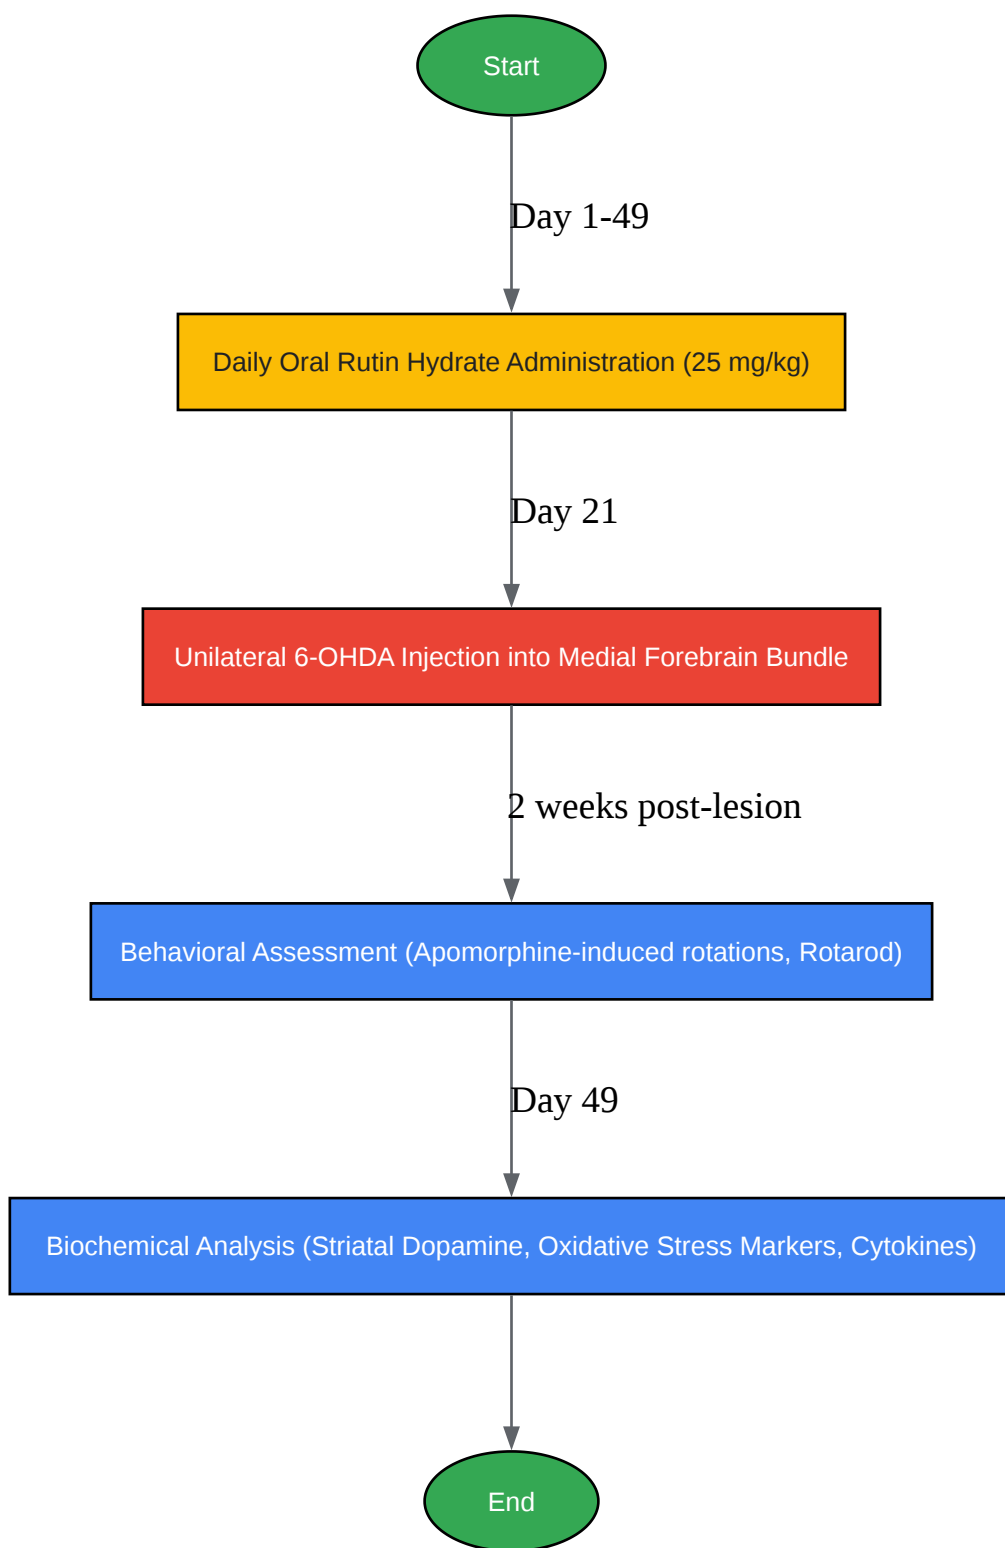 Start
Day 1-49
Daily Oral Rutin Hydrate Administration (25 mg/kg)
Day 21
Unilateral 6-OHDA Injection into Medial Forebrain Bundle
2 weeks post-lesion
Behavioral Assessment (Apomorphine-induced rotations, Rotarod)
Day 49
Biochemical Analysis (Striatal Dopamine, Oxidative Stress Markers, Cytokines)
End